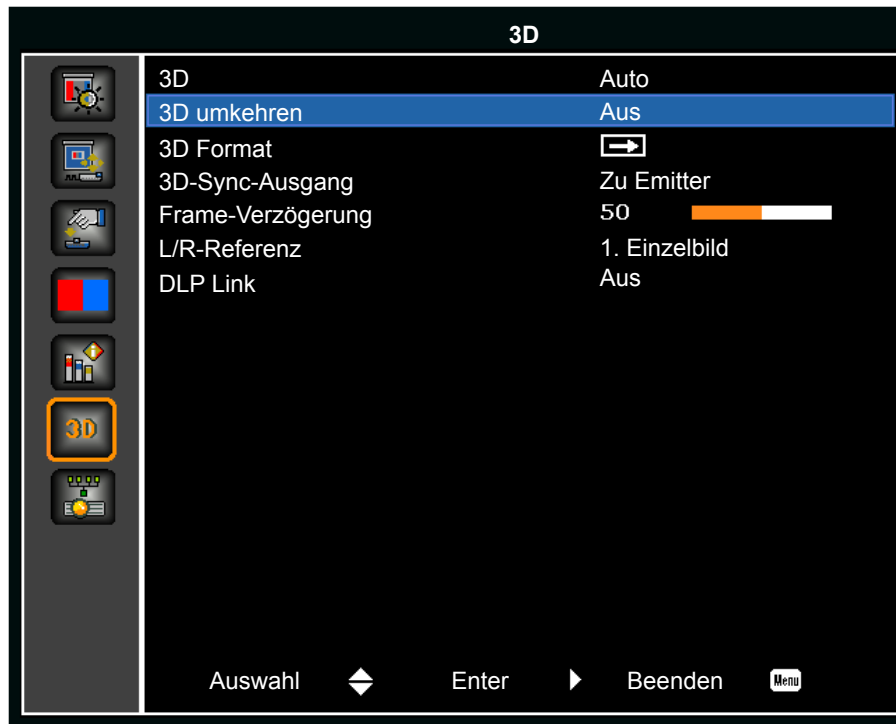 3D
3D Auto
3D umkehren Aus
3D Format
3D-Sync-Ausgang Zu Emitter
Frame-Verzögerung 50
L/R-Referenz 1. Einzelbild
DLP Link Aus
3D
Auswahl Enter Beenden Menu